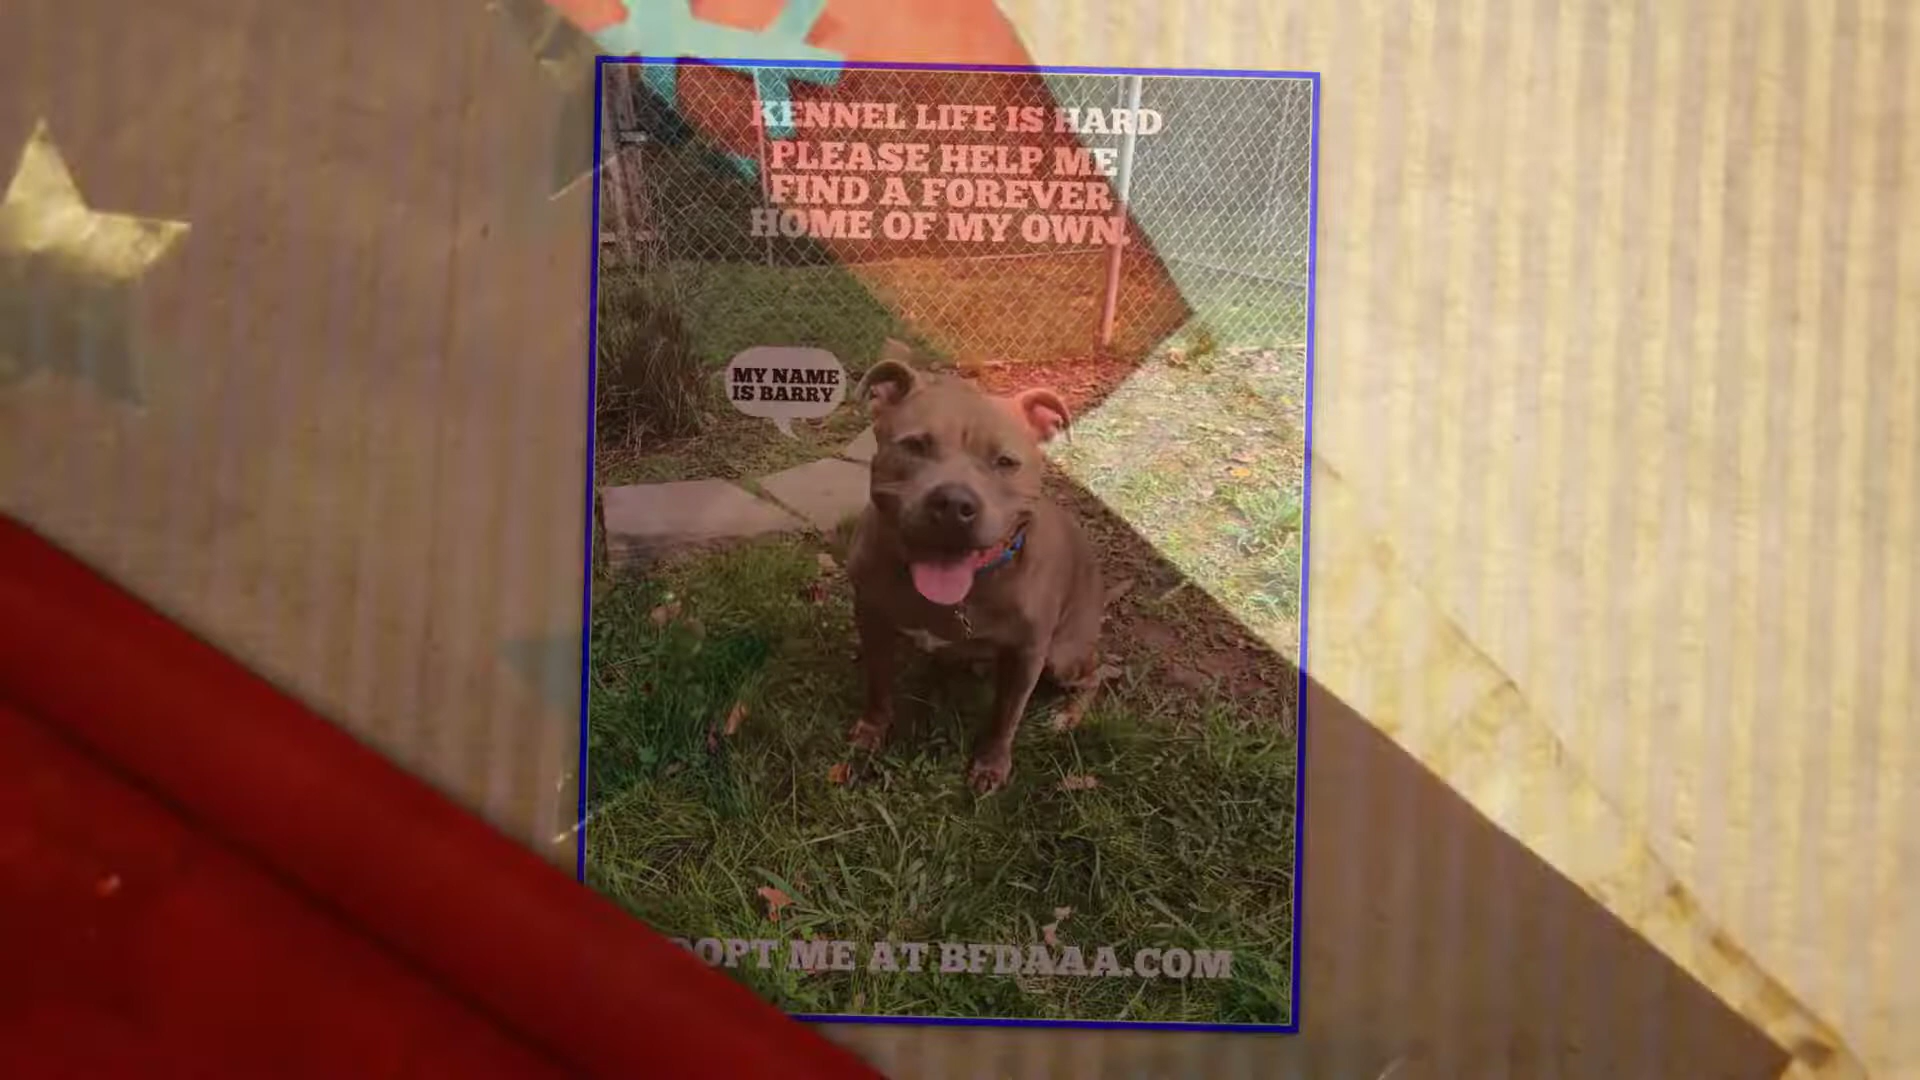 KENNEL LIFE IS HARD
PLEASE HELP ME
FIND A FOREVER
HOME OF MY OWN.
MY NAME
IS BARRY
ADOPT ME AT BFDAAA.COM